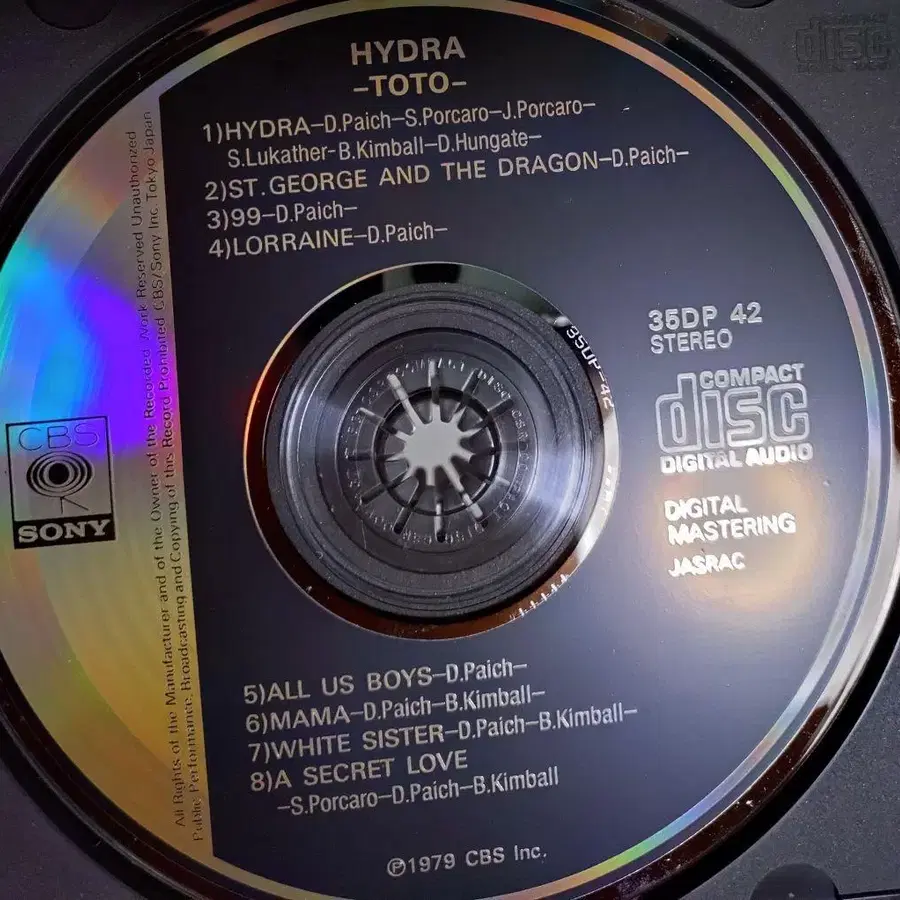 HYDRA
-TOTO-
1)HYDRA-D.Paich-S.Porcaro-J.Porcaro-
S.Lukather-B.Kimball-D.Hungate-
2)ST.GEORGE AND THE DRAGON-D.Paich-
3)99-D.Paich-
4)LORRAINE-D.Paich-
35DP 42
STEREO
COMPACT
disc
DIGITAL AUDIO
DIGITAL
MASTERING
JASRAC
CBS
SONY
All Rights of the Manufacturer and of the Owner of the Recorded Work Reserved Unauthorized
Public Performance, Broadcasting and Copying of this Record Prohibited CBS/Sony Inc. Tokyo Japan
35DP-42
5)ALL US BOYS-D.Paich-
6)MAMA-D.Paich-B.Kimball-
7)WHITE SISTER-D.Paich-B.Kimball-
8)A SECRET LOVE
-S.Porcaro-D.Paich-B.Kimball
℗1979 CBS Inc.
COMPACT
disc